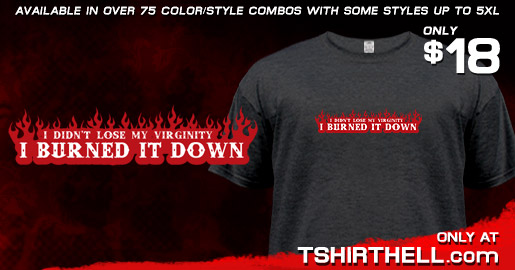 AVAILABLE IN OVER 75 COLOR/STYLE COMBOS WITH SOME STYLES UP TO 5XL
ONLY
$18
I DIDN'T LOSE MY VIRGINITY
I BURNED IT DOWN
I DIDN'T LOSE MY VIRGINITY
I BURNED IT DOWN
ONLY AT
TSHIRTHELL.com